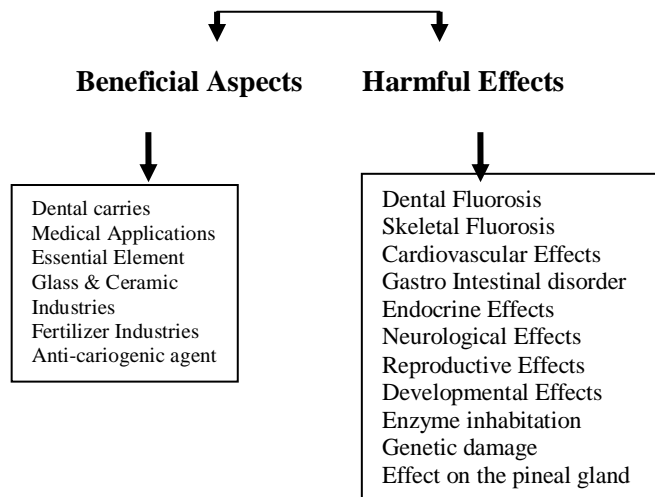 Beneficial Aspects
Harmful Effects
Dental carries
Medical Applications
Essential Element
Glass & Ceramic
Industries
Fertilizer Industries
Anti-cariogenic agent
Dental Fluorosis
Skeletal Fluorosis
Cardiovascular Effects
Gastro Intestinal disorder
Endocrine Effects
Neurological Effects
Reproductive Effects
Developmental Effects
Enzyme inhabitation
Genetic damage
Effect on the pineal gland